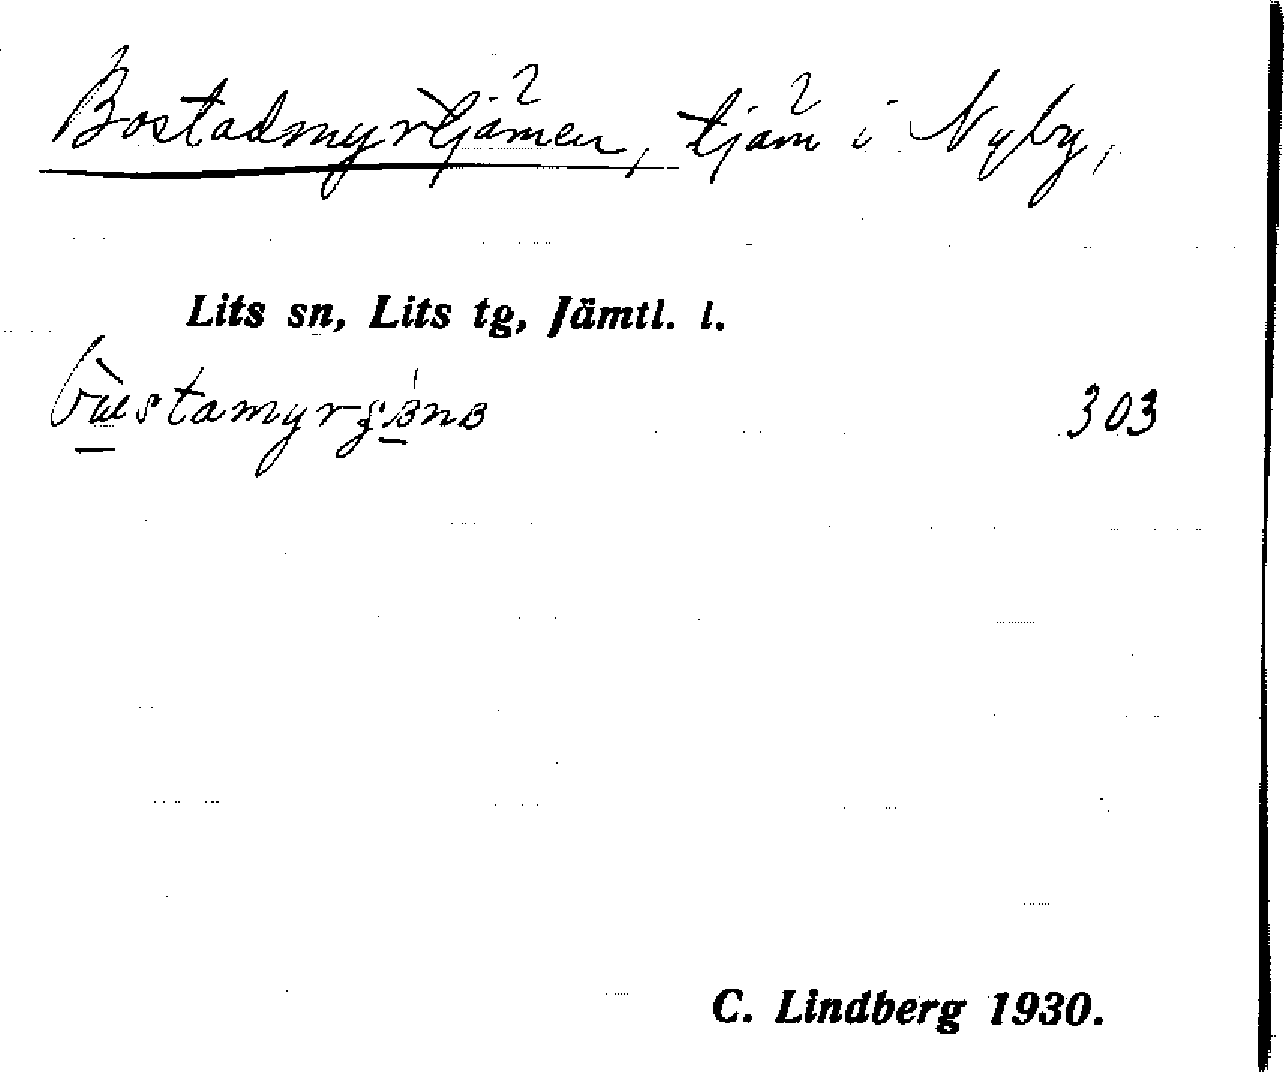 Bostadmyrtjärnen, tjärn i Nyby,
Lits sn, Lits tg, Jämtl. l.
303
C. Lindberg 1930.